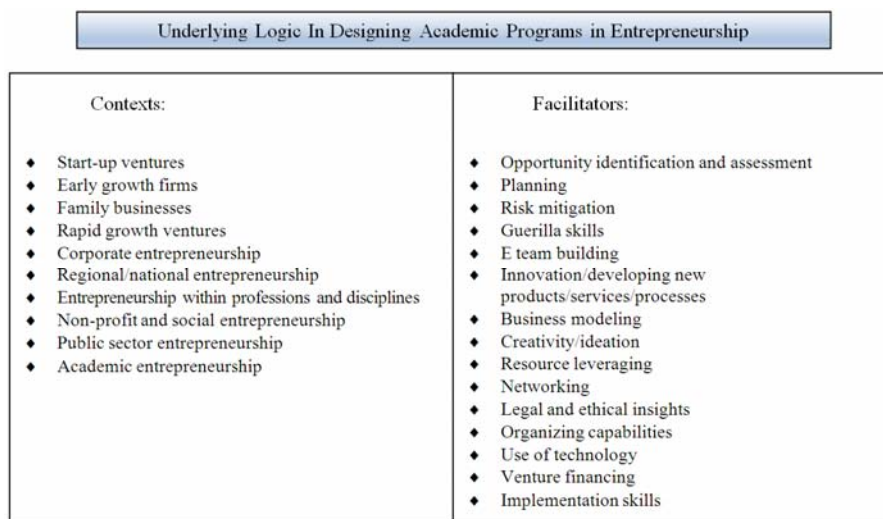 Underlying Logic In Designing Academic Programs in Entrepreneurship
Contexts:
◆ Start-up ventures
◆ Early growth firms
◆ Family businesses
◆ Rapid growth ventures
◆ Corporate entrepreneurship
◆ Regional/national entrepreneurship
◆ Entrepreneurship within professions and disciplines
◆ Non-profit and social entrepreneurship
◆ Public sector entrepreneurship
◆ Academic entrepreneurship
Facilitators:
◆ Opportunity identification and assessment
◆ Planning
◆ Risk mitigation
◆ Guerilla skills
◆ E team building
◆ Innovation/developing new
products/services/processes
◆ Business modeling
◆ Creativity/ideation
◆ Resource leveraging
◆ Networking
◆ Legal and ethical insights
◆ Organizing capabilities
◆ Use of technology
◆ Venture financing
◆ Implementation skills